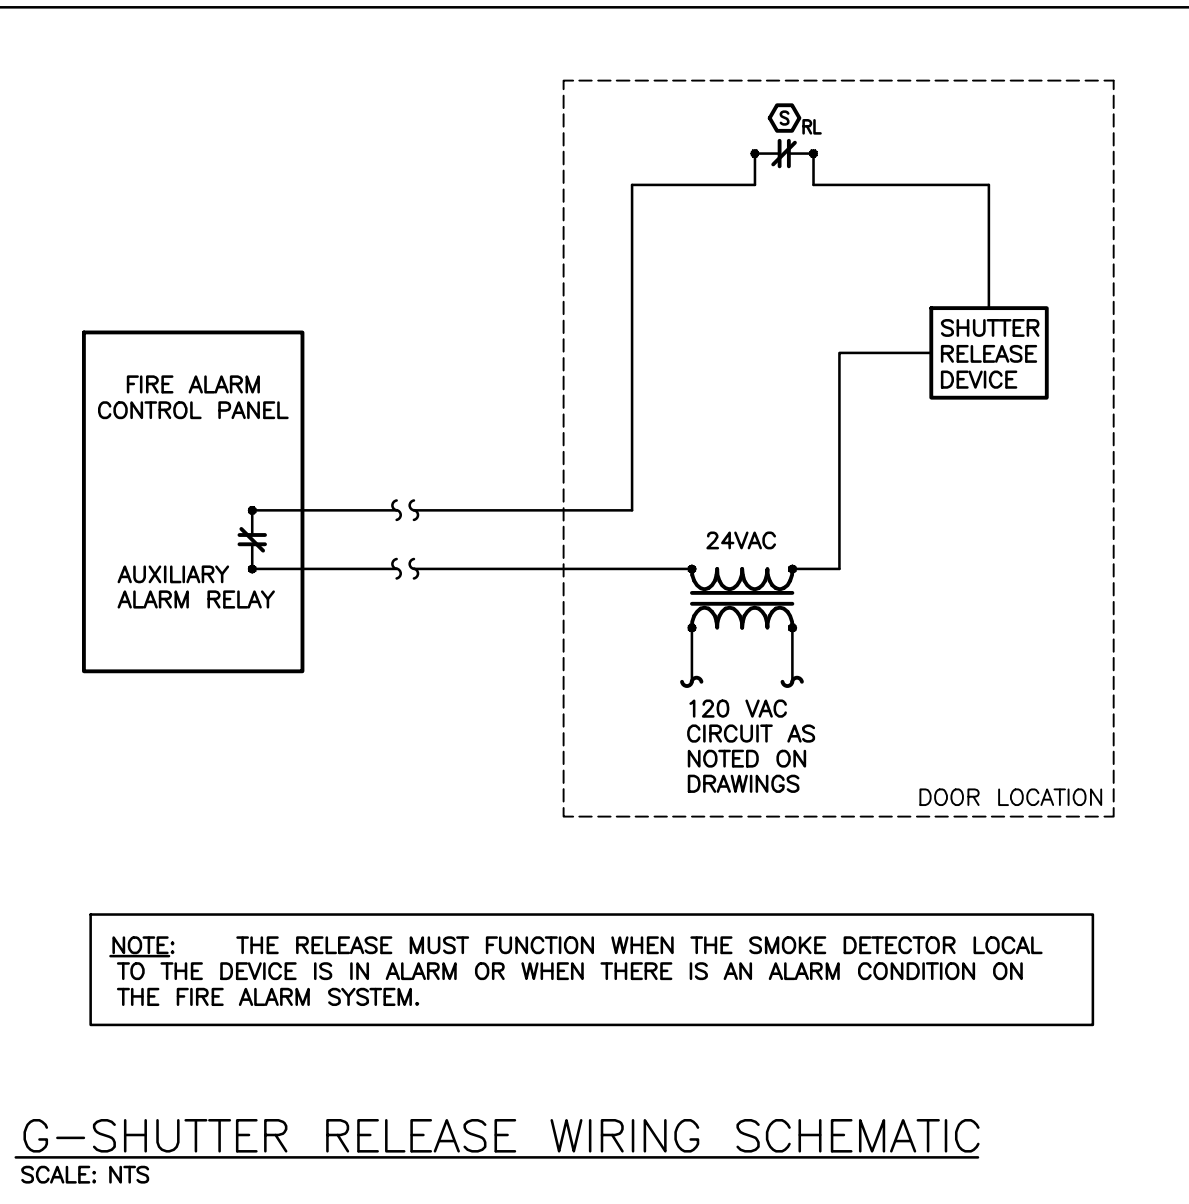 S
RL
SHUTTER
RELEASE
DEVICE
FIRE ALARM
CONTROL PANEL
AUXILIARY
ALARM RELAY
24VAC
120 VAC
CIRCUIT AS
NOTED ON
DRAWINGS
DOOR LOCATION
NOTE: THE RELEASE MUST FUNCTION WHEN THE SMOKE DETECTOR LOCAL
TO THE DEVICE IS IN ALARM OR WHEN THERE IS AN ALARM CONDITION ON
THE FIRE ALARM SYSTEM.
G-SHUTTER RELEASE WIRING SCHEMATIC
SCALE: NTS